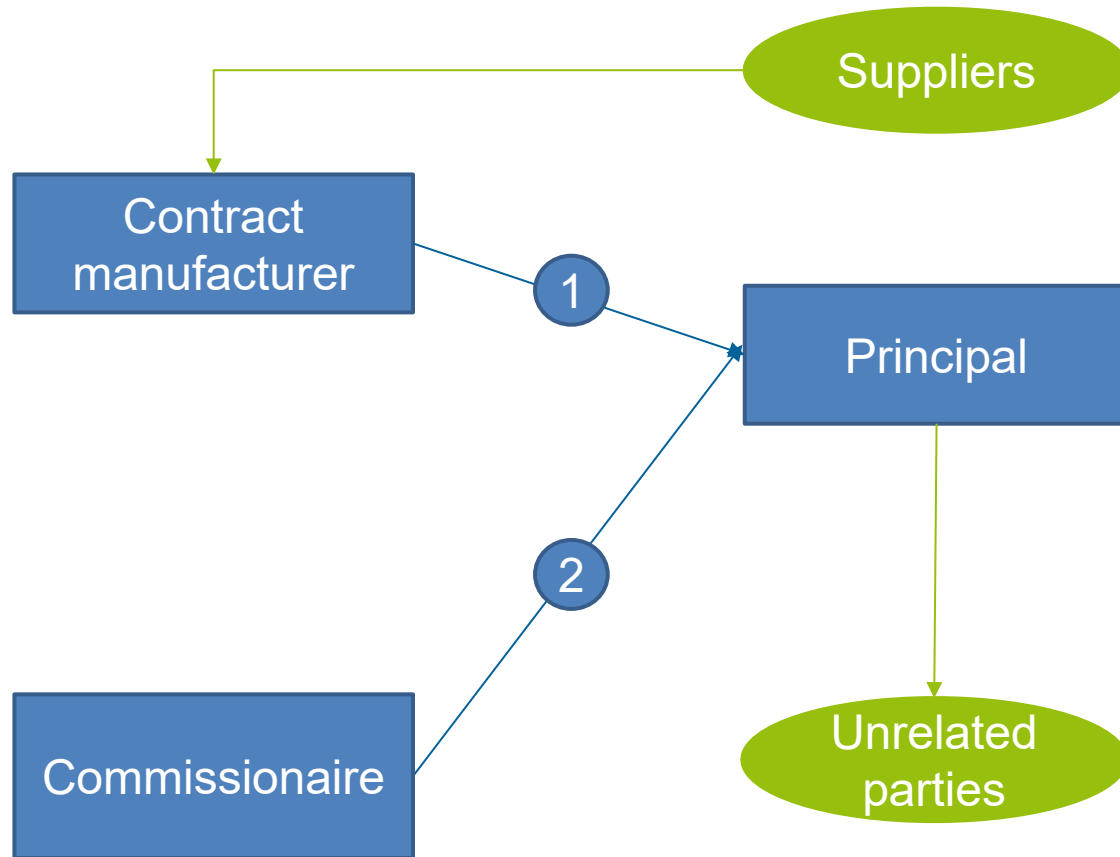 Suppliers
Contract
manufacturer
1
Principal
2
Commissionaire
Unrelated
parties